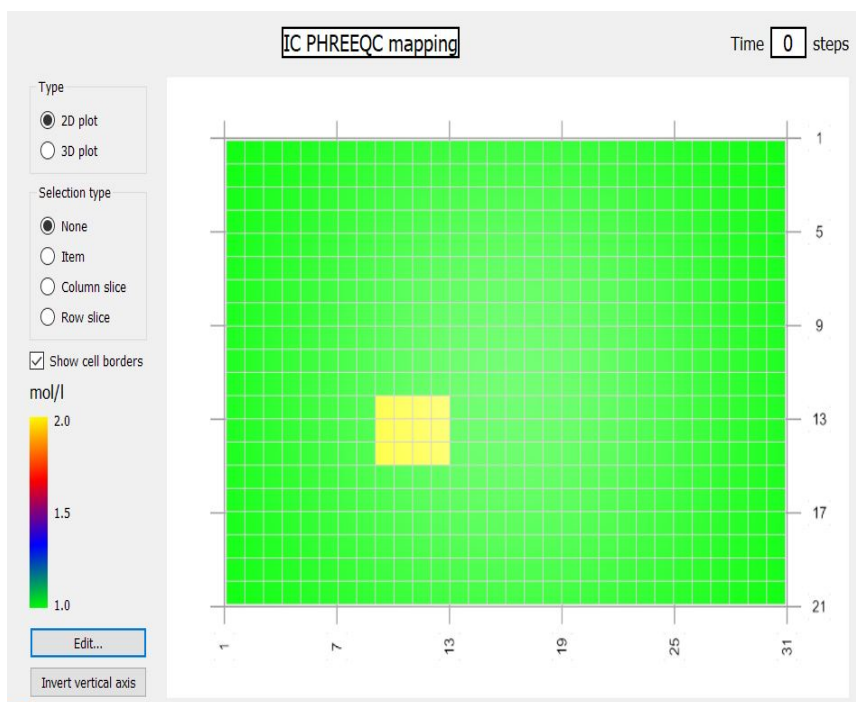 IC PHREEQC mapping
Time 0 steps
Type
2D plot
3D plot
Selection type
None
Item
Column slice
Row slice
Show cell borders
mol/l
2.0
1.5
1.0
Edit...
Invert vertical axis
1
5
9
13
17
21
1
7
13
19
25
31